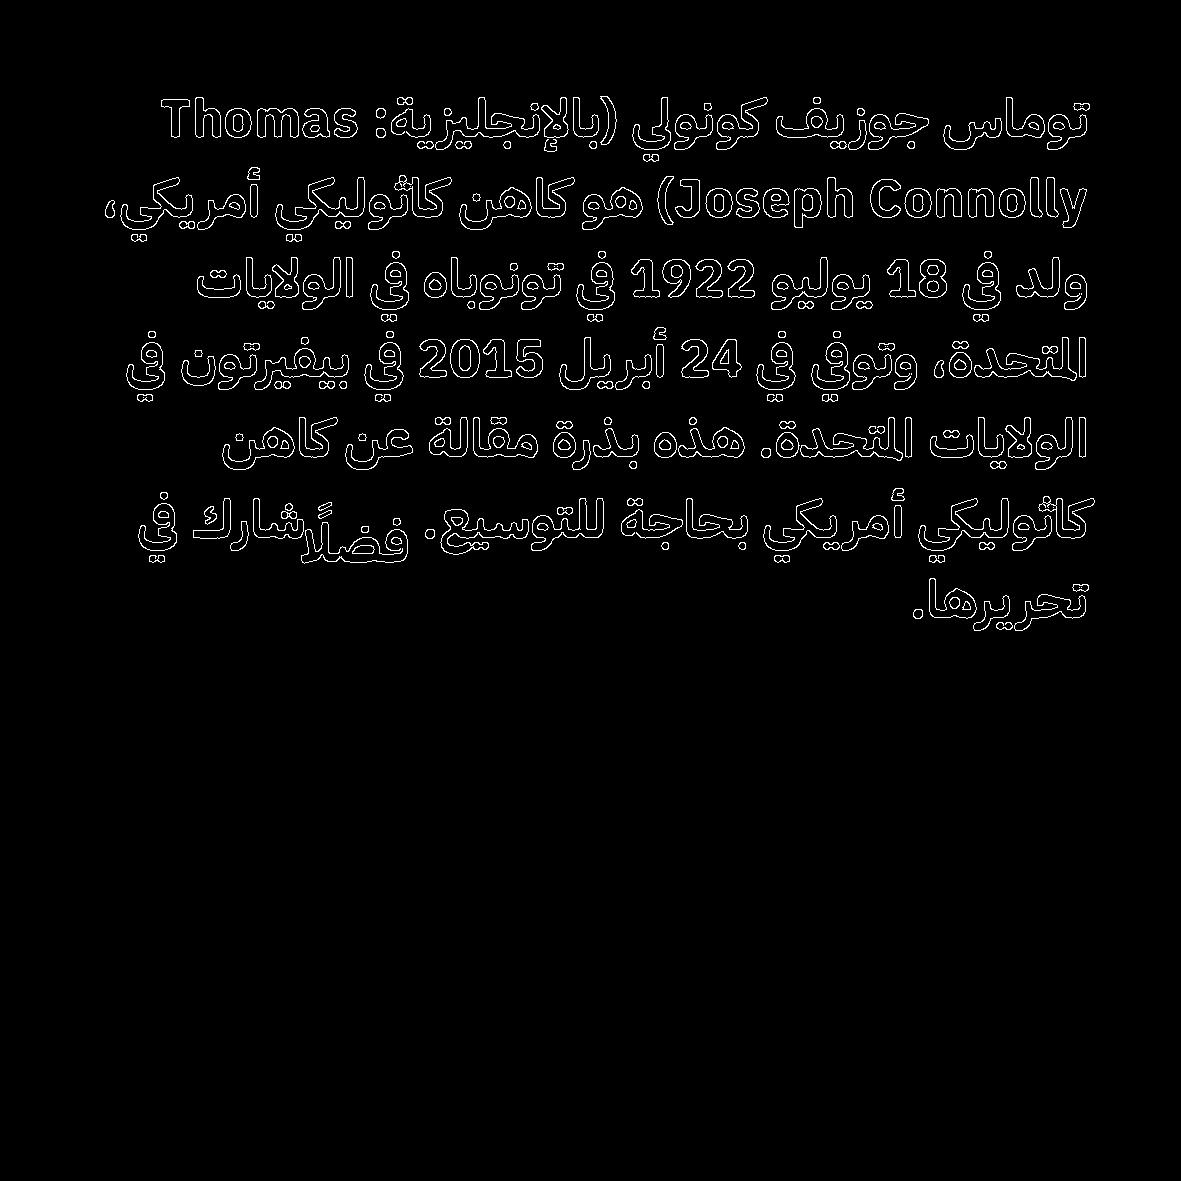 توماس جوزيف كونولي (بالإنجليزية: Thomas
Joseph Connolly) هو كاهن كاثوليكي أمريكي،
ولد في 18 يوليو 1922 في تونوباه في الولايات
المتحدة، وتوفي في 24 أبريل 2015 في بيفيرتون في
الولايات المتحدة. هذه بذرة مقالة عن كاهن
كاثوليكي أمريكي بحاجة للتوسيع. فضلًاشارك في
تحريرها.